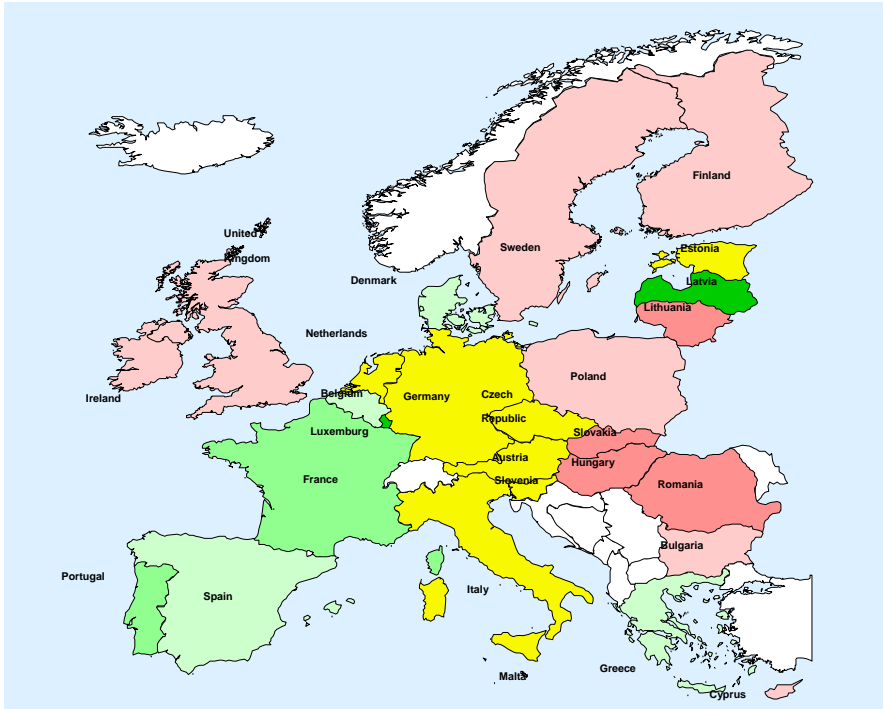 Finland
United
Kingdom
Sweden
Estonia
Denmark
Latvia
Lithuania
Netherlands
Poland
Belgium
Germany
Czech
Ireland
Republic
Luxemburg
Slovakia
Austria
Hungary
France
Slovenia
Romania
Bulgaria
Portugal
Spain
Italy
Greece
Malta
Cyprus